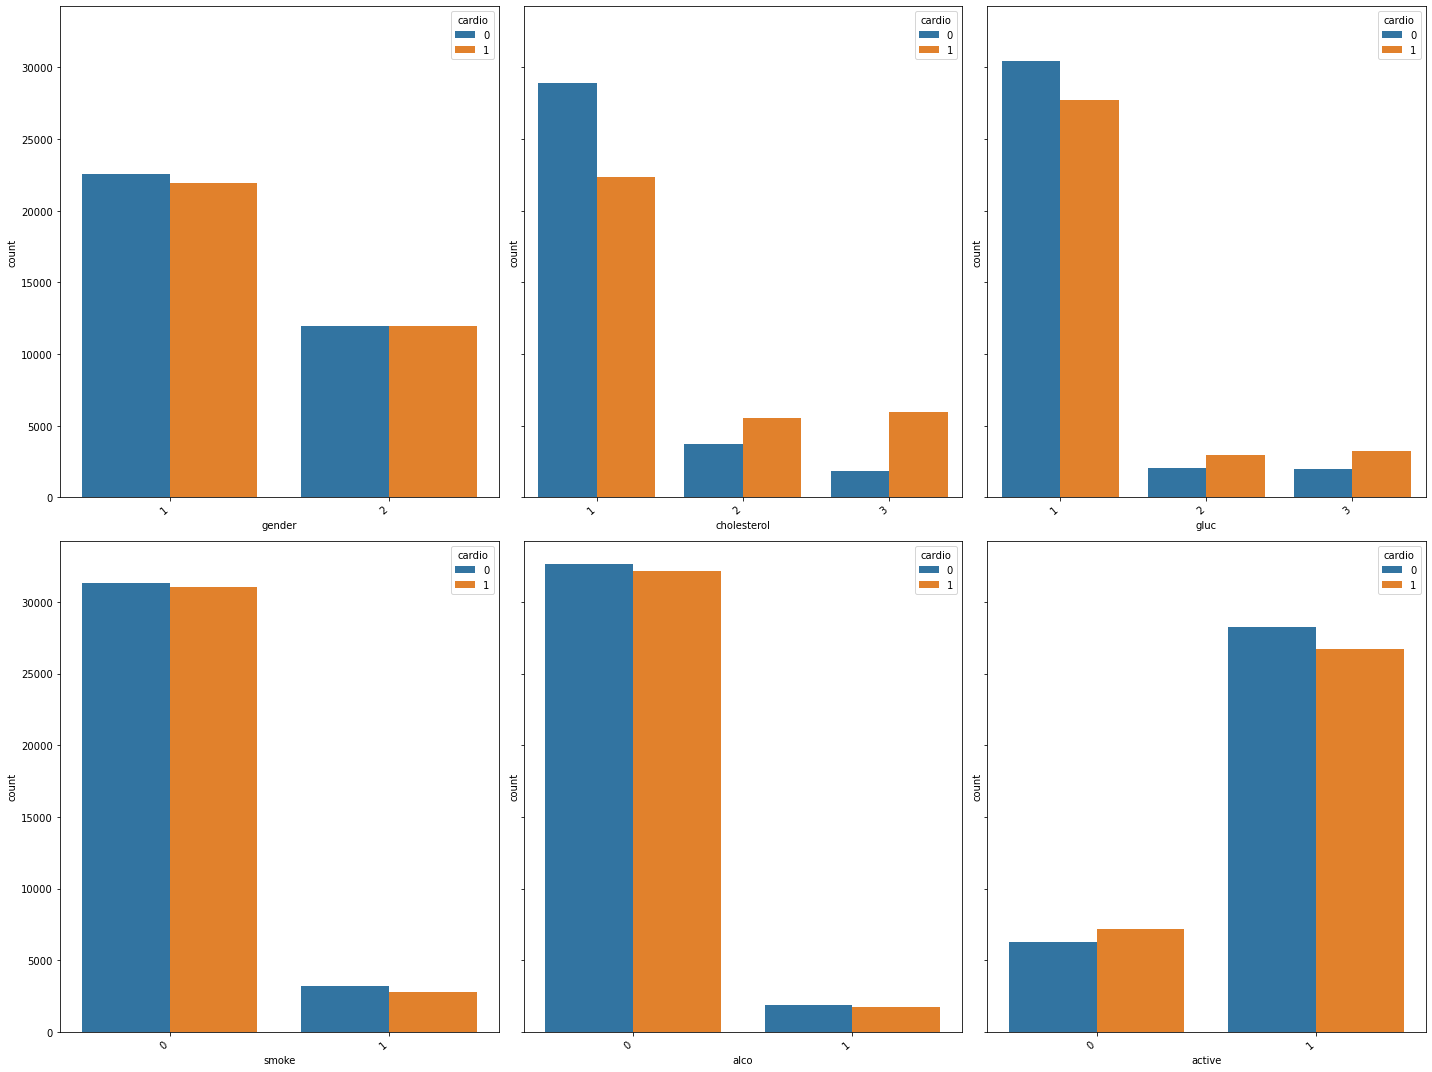 cardio
0
1
cardio
0
1
cardio
0
1
30000
25000
20000
15000
10000
5000
0
count
count
count
1 2
1 2 3
1 2 3
gender
cholesterol
gluc
cardio
0
1
cardio
0
1
cardio
0
1
30000
25000
20000
15000
10000
5000
0
count
count
count
0 1
0 1
0 1
smoke
alco
active